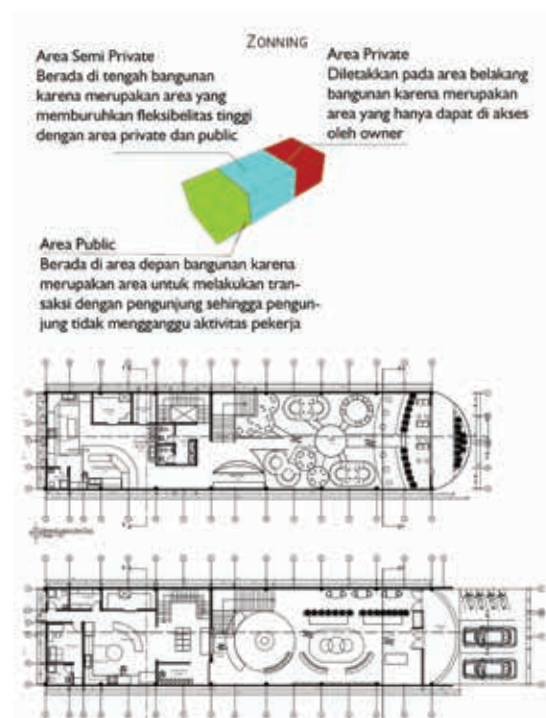 ZONNING
Area Semi Private
Berada di tengah bangunan
karena merupakan area yang
memburuhkan fleksibelitas tinggi
dengan area private dan public
Area Private
Diletakkan pada area belakang
bangunan karena merupakan
area yang hanya dapat di akses
oleh owner
Area Public
Berada di area depan bangunan karena
merupakan area untuk melakukan tran-
saksi dengan pengunjung sehingga pengun-
jung tidak mengganggu aktivitas pekerja